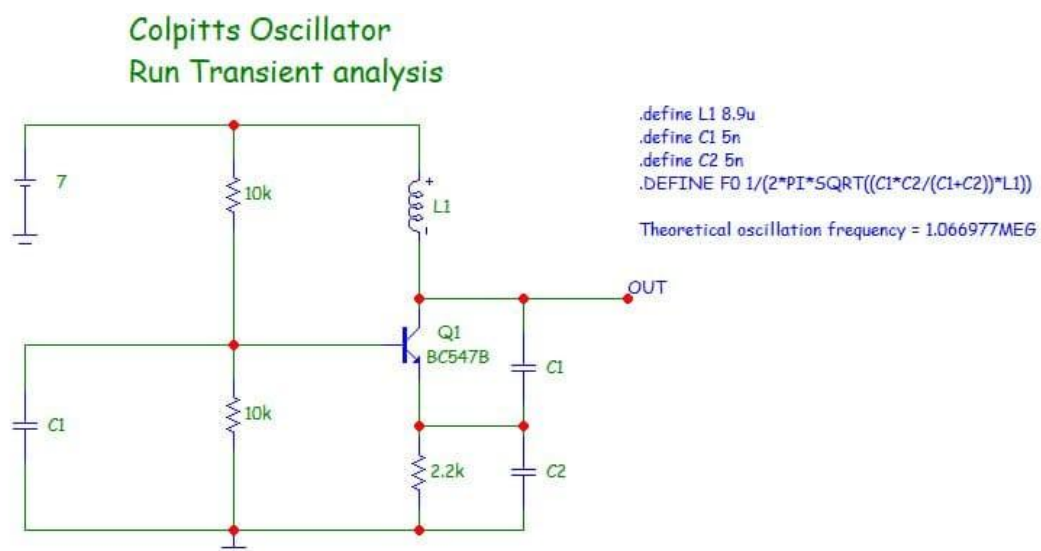 Colpitts Oscillator
Run Transient analysis
.define L1 8.9u
.define C1 5n
.define C2 5n
.DEFINE F0 1/(2*PI*SQRT((C1*C2/(C1+C2))*L1))
Theoretical oscillation frequency = 1.066977MEG
7
10k
+
L1
-
OUT
Q1
BC547B
C1
C1
10k
2.2k
C2